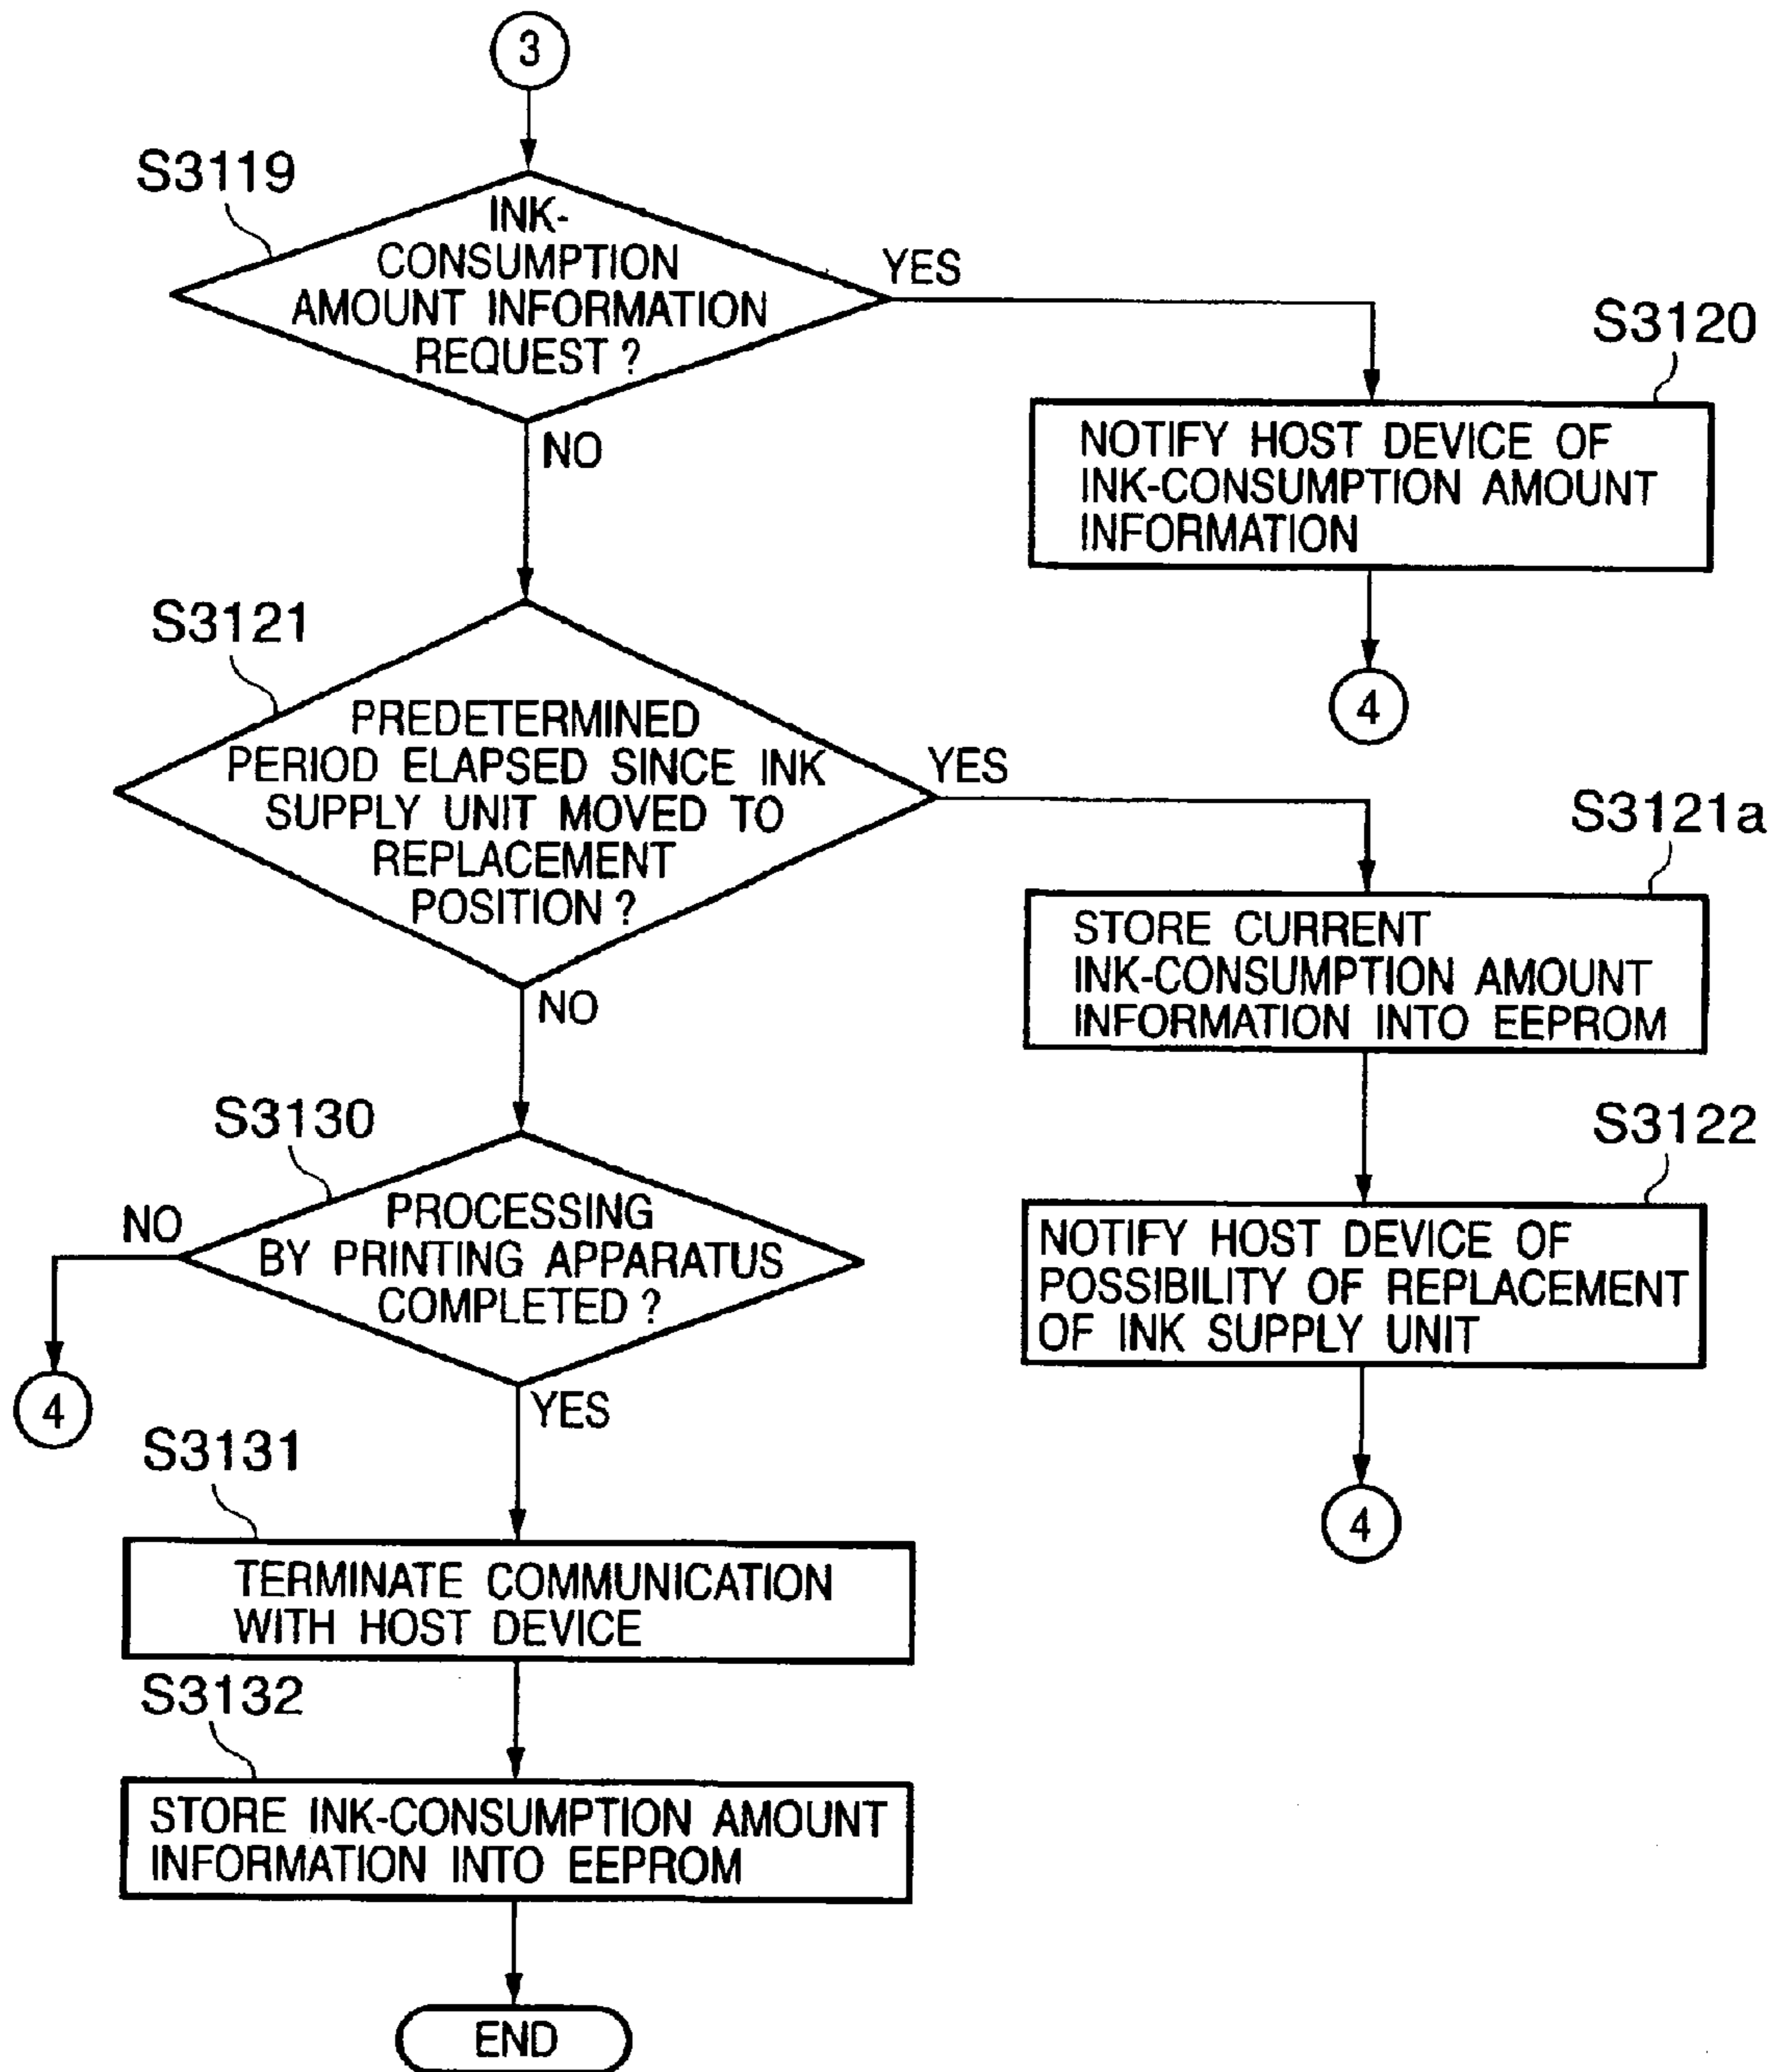 3
S3119
INK-
CONSUMPTION
AMOUNT INFORMATION
REQUEST ?
YES
NO
S3120
NOTIFY HOST DEVICE OF
INK-CONSUMPTION AMOUNT
INFORMATION
4
S3121
PREDETERMINED
PERIOD ELAPSED SINCE INK
SUPPLY UNIT MOVED TO
REPLACEMENT
POSITION ?
YES
NO
S3121a
STORE CURRENT
INK-CONSUMPTION AMOUNT
INFORMATION INTO EEPROM
S3122
NOTIFY HOST DEVICE OF
POSSIBILITY OF REPLACEMENT
OF INK SUPPLY UNIT
4
S3130
PROCESSING
BY PRINTING APPARATUS
COMPLETED ?
NO
4
YES
S3131
TERMINATE COMMUNICATION
WITH HOST DEVICE
S3132
STORE INK-CONSUMPTION AMOUNT
INFORMATION INTO EEPROM
END